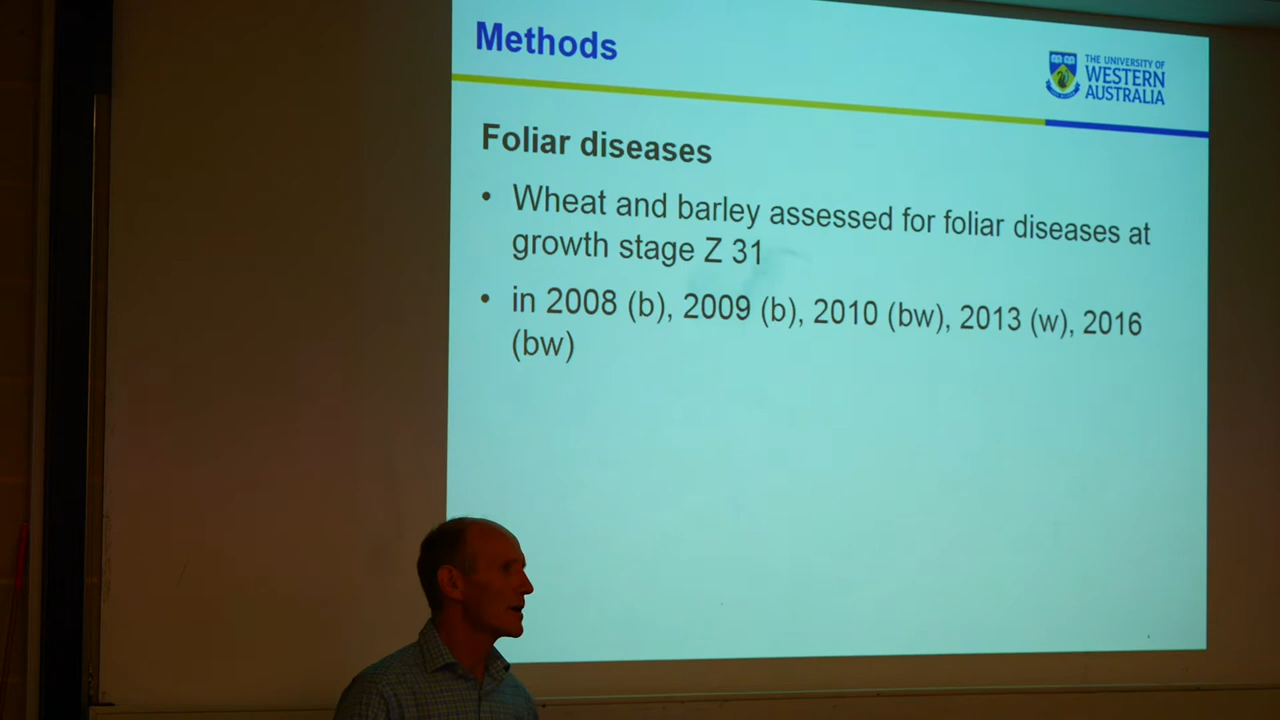 Methods
THE UNIVERSITY OF
WESTERN
AUSTRALIA
Foliar diseases
• Wheat and barley assessed for foliar diseases at
growth stage Z 31
• in 2008 (b), 2009 (b), 2010 (bw), 2013 (w), 2016
(bw)